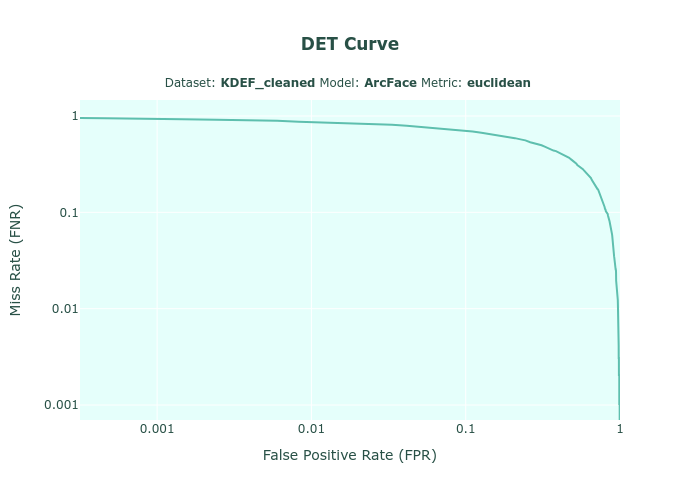 DET Curve
Dataset: KDEF_cleaned Model: ArcFace Metric: euclidean
Miss Rate (FNR)
1
0.1
0.01
0.001
0.001 0.01 0.1 1
False Positive Rate (FPR)